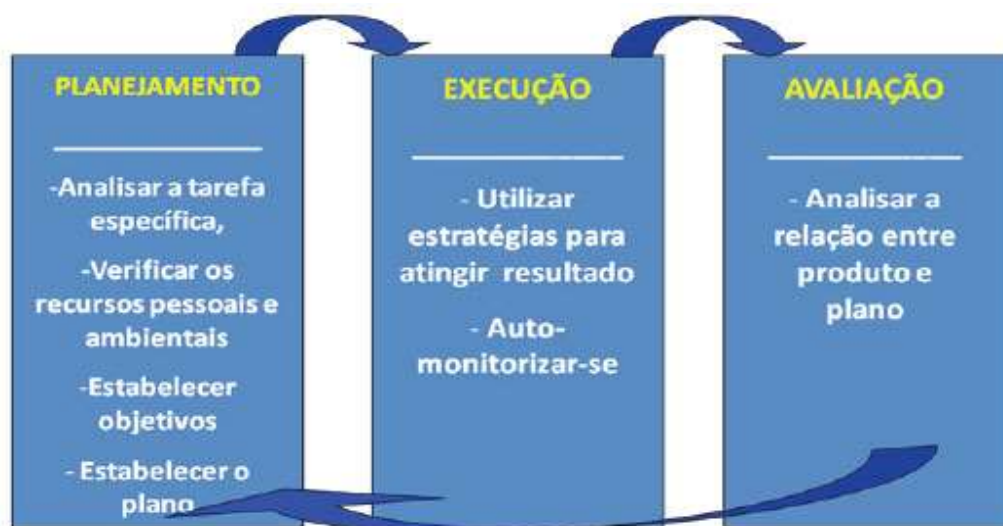 PLANEJAMENTO
-Analisar a tarefa
específica,
-Verificar os
recursos pessoais e
ambientais
-Estabelecer
objetivos
- Estabelecer o
plano
EXECUÇÃO
- Utilizar
estratégias para
atingir resultado
- Auto-
monitorizar-se
AVALIAÇÃO
- Analisar a
relação entre
produto e
plano